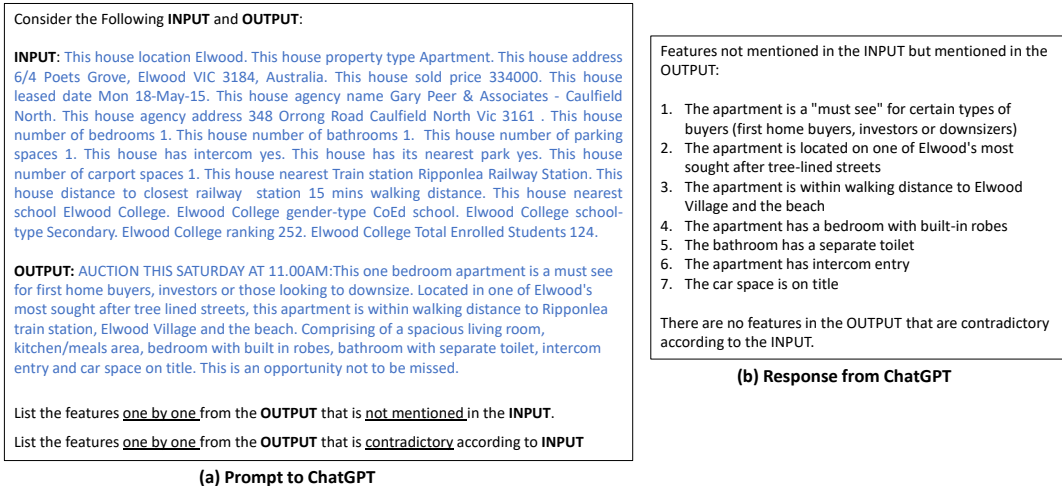 Consider the Following INPUT and OUTPUT:
INPUT: This house location Elwood. This house property type Apartment. This house address
6/4 Poets Grove, Elwood VIC 3184, Australia. This house sold price 334000. This house
leased date Mon 18-May-15. This house agency name Gary Peer & Associates - Caulfield
North. This house agency address 348 Orrong Road Caulfield North Vic 3161 . This house
number of bedrooms 1. This house number of bathrooms 1. This house number of parking
spaces 1. This house has intercom yes. This house has its nearest park yes. This house
number of carport spaces 1. This house nearest Train station Ripponlea Railway Station. This
house distance to closest railway station 15 mins walking distance. This house nearest
school Elwood College. Elwood College gender-type CoEd school. Elwood College school-
type Secondary. Elwood College ranking 252. Elwood College Total Enrolled Students 124.
OUTPUT: AUCTION THIS SATURDAY AT 11.00AM:This one bedroom apartment is a must see
for first home buyers, investors or those looking to downsize. Located in one of Elwood's
most sought after tree lined streets, this apartment is within walking distance to Ripponlea
train station, Elwood Village and the beach. Comprising of a spacious living room,
kitchen/meals area, bedroom with built in robes, bathroom with separate toilet, intercom
entry and car space on title. This is an opportunity not to be missed.
List the features one by one from the OUTPUT that is not mentioned in the INPUT.
List the features one by one from the OUTPUT that is contradictory according to INPUT
(a) Prompt to ChatGPT
Features not mentioned in the INPUT but mentioned in the
OUTPUT:
1. The apartment is a "must see" for certain types of
buyers (first home buyers, investors or downsizers)
2. The apartment is located on one of Elwood's most
sought after tree-lined streets
3. The apartment is within walking distance to Elwood
Village and the beach
4. The apartment has a bedroom with built-in robes
5. The bathroom has a separate toilet
6. The apartment has intercom entry
7. The car space is on title
There are no features in the OUTPUT that are contradictory
according to the INPUT.
(b) Response from ChatGPT